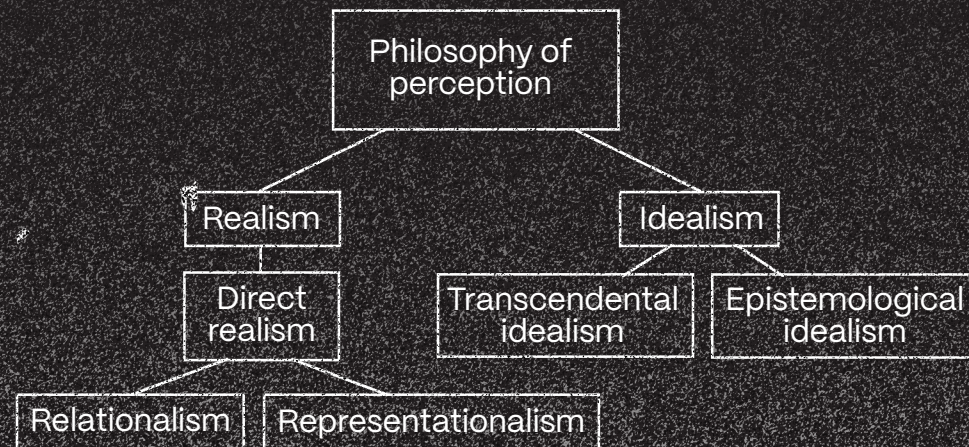 Philosophy of
perception
Realism
Idealism
Direct
realism
Transcendental
idealism
Epistemological
idealism
Relationalism
Representationalism